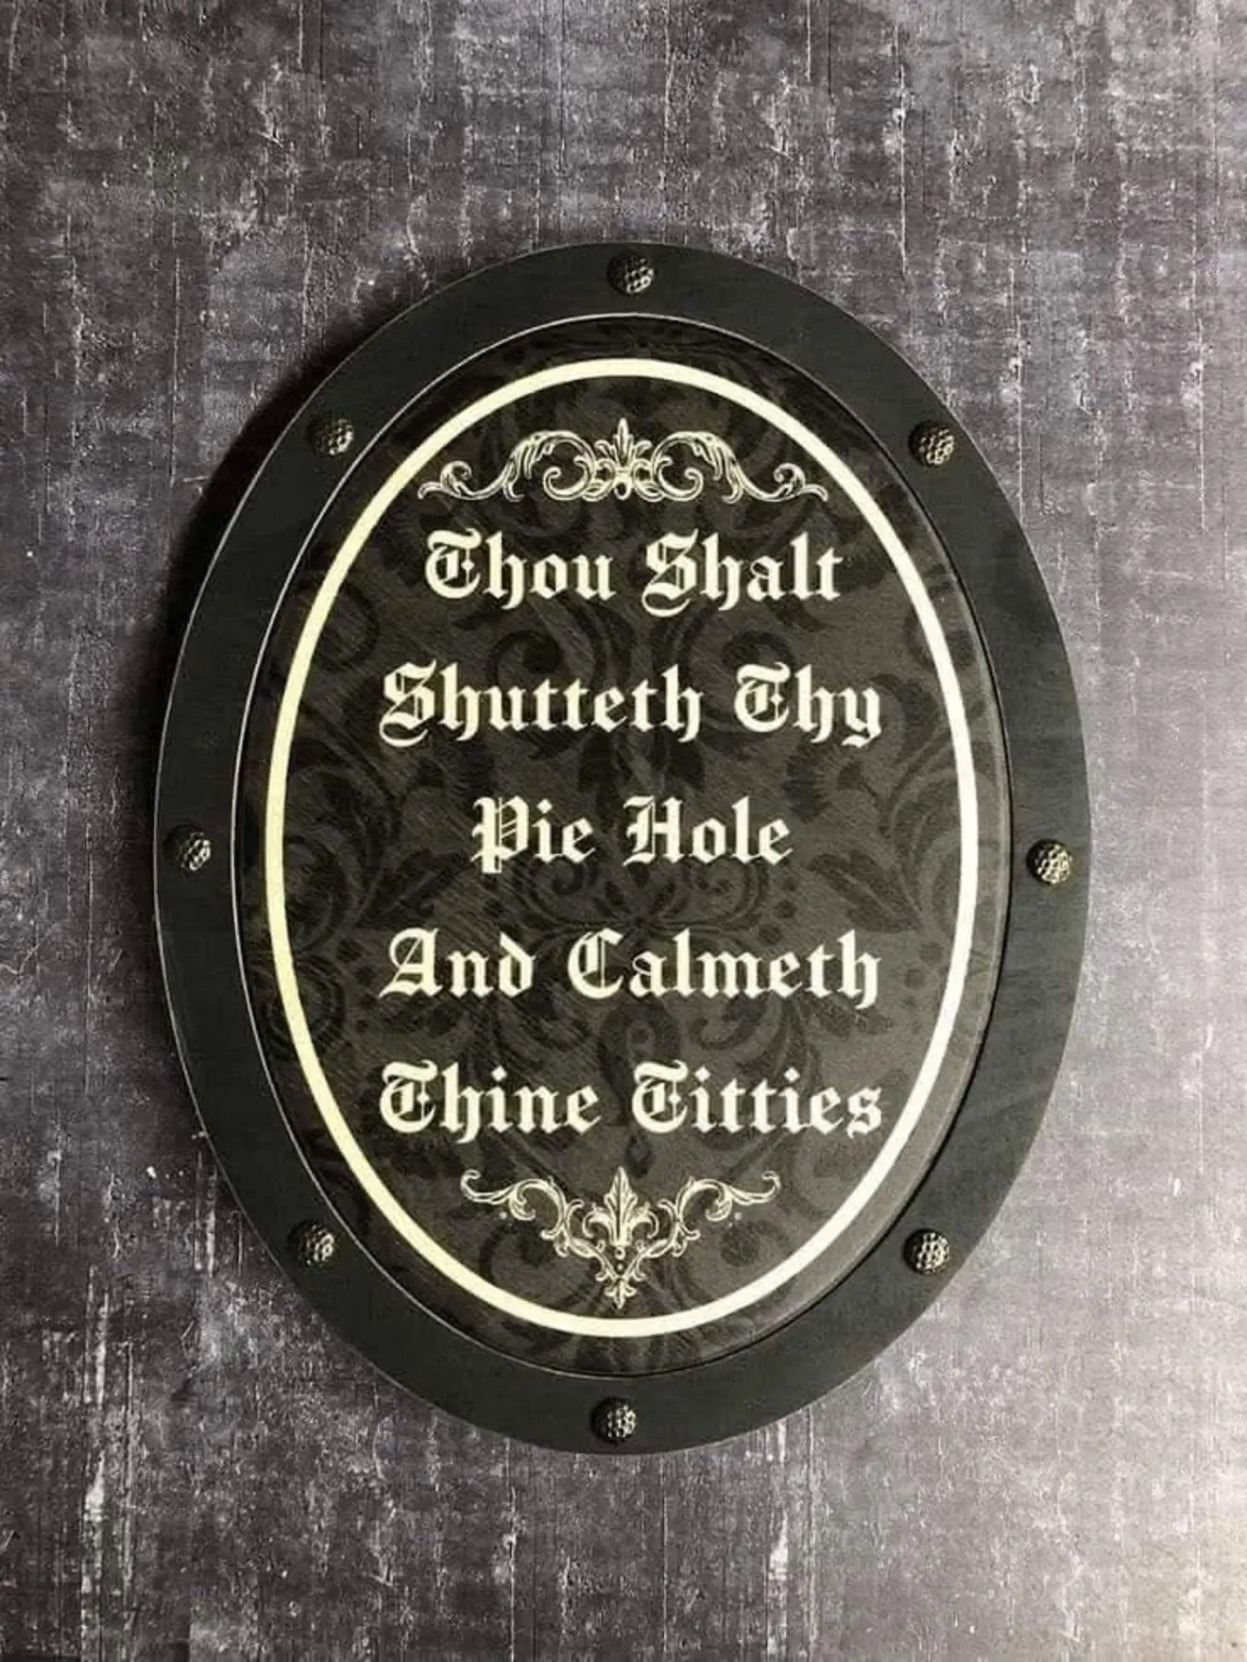 Thou Shalt
Shutteth Thy
Pie Hole
And Calmeth
Thine Titties